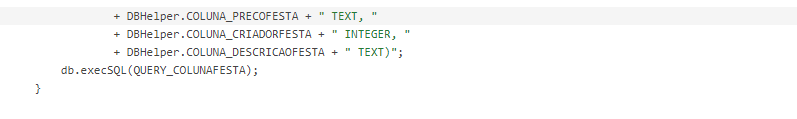 + DBHelper.COLUNA_PRECOFESTA + " TEXT, "
+ DBHelper.COLUNA_CRIADORFESTA + " INTEGER, "
+ DBHelper.COLUNA_DESCRICAOFESTA + " TEXT)";
db.execSQL(QUERY_COLUNAFESTA);
}